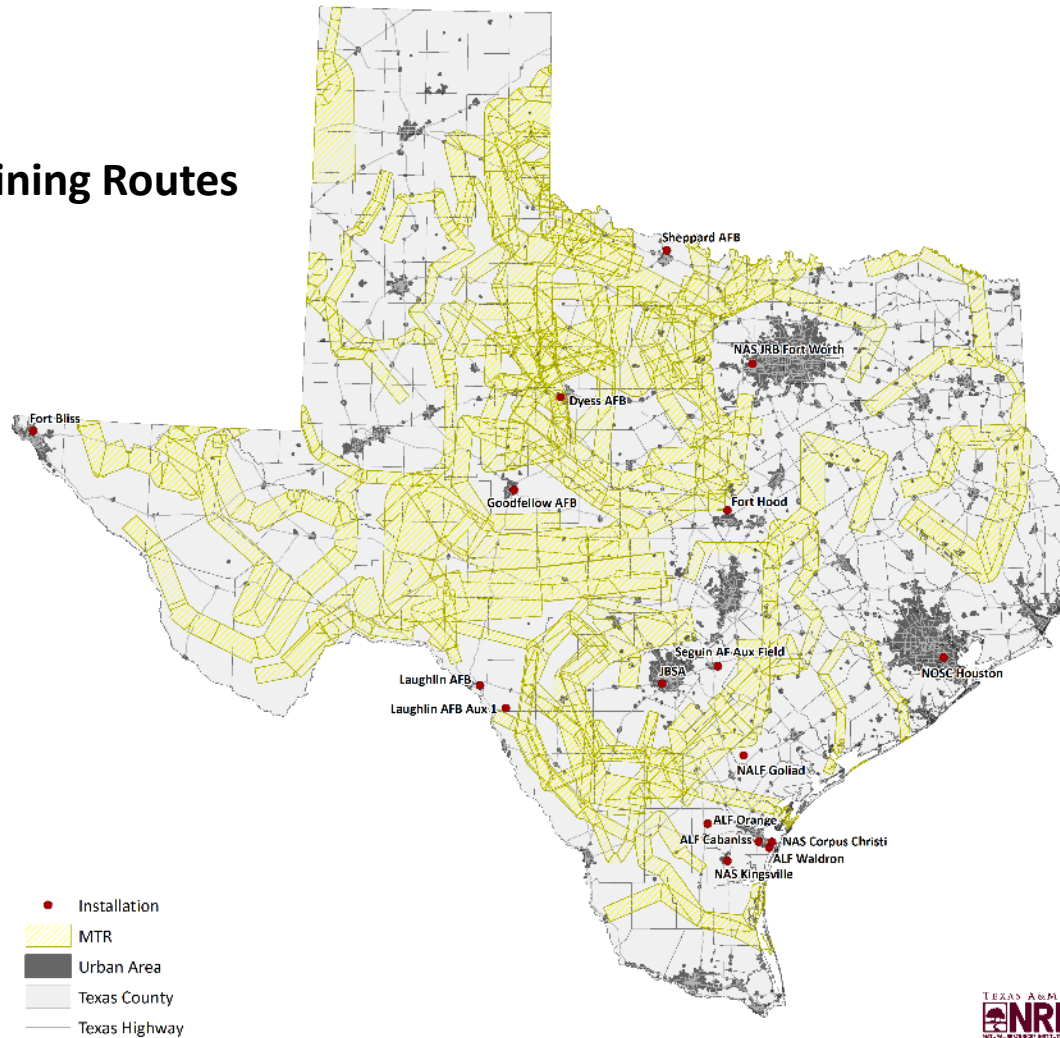 ining Routes
Sheppard AFB
NAS JRB Fort Worth
Dyess AFB
Fort Bliss
Goodfellow AFB
Fort Hood
Seguin AF Aux Field
JBSA
NOSC Houston
Laughlin AFB
Laughlin AFB Aux 1
NALF Goliad
ALF Orange
ALF Cabaniss
NAS Corpus Christi
ALF Waldron
NAS Kingsville
Installation
MTR
Urban Area
Texas County
Texas Highway
TEXAS A&M
NRI